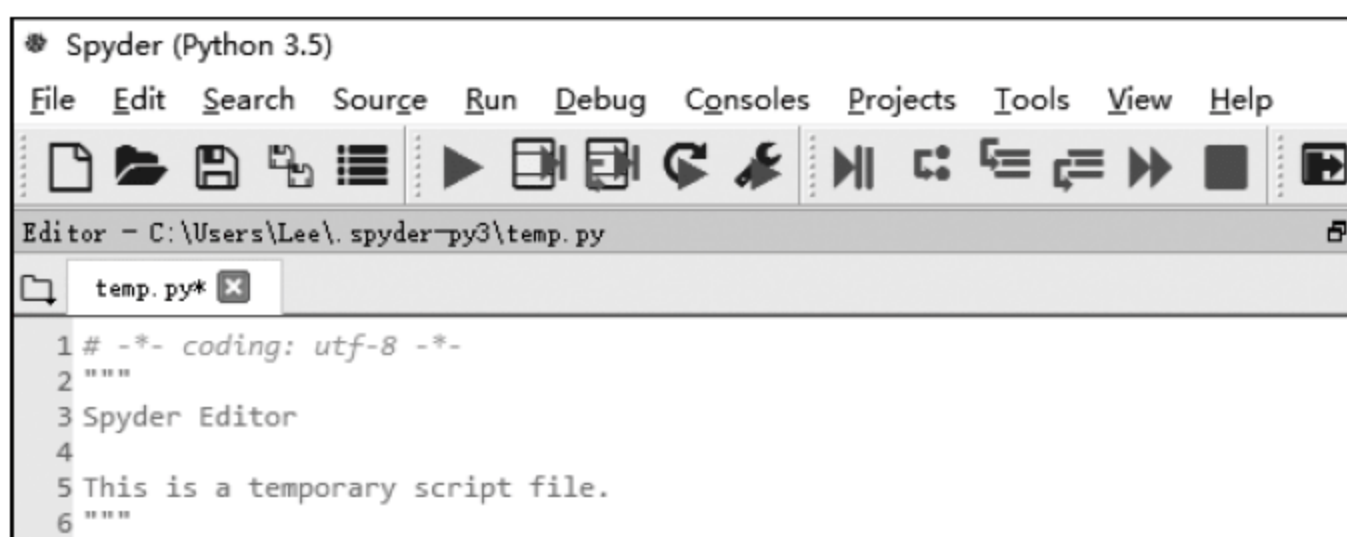 Spyder (Python 3.5)
File Edit Search Source Run Debug Consoles Projects Tools View Help
Editor - C:\Users\Lee\.spyder-py3\temp.py
temp.py*
1 # -*- coding: utf-8 -*-
2 """
3 Spyder Editor
4
5 This is a temporary script file.
6 """